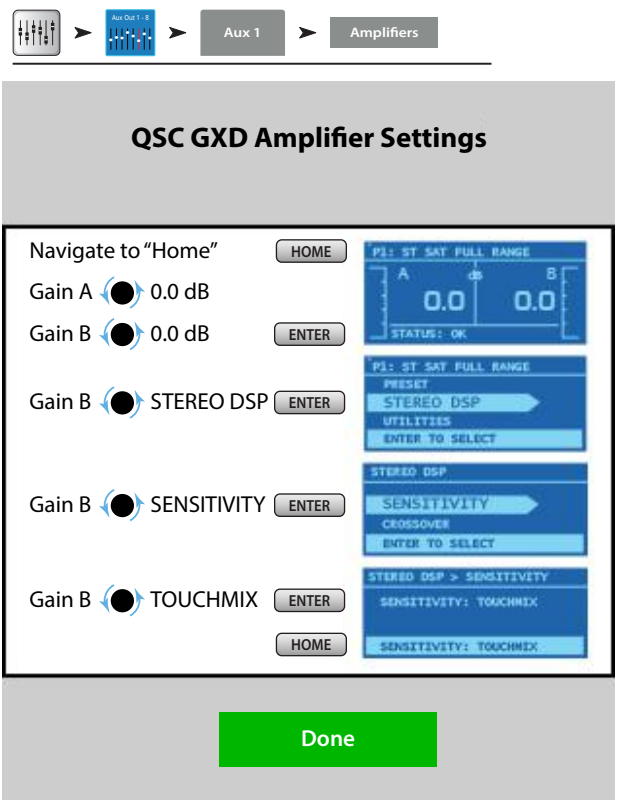 Aux Out 1 - 8
Aux 1
Amplifiers
QSC GXD Amplifier Settings
Navigate to “Home” HOME
Gain A 0.0 dB
Gain B 0.0 dB ENTER
P1: ST SAT FULL RANGE
A dB B
0.0 0.0
STATUS: OK
Gain B STEREO DSP ENTER
P1: ST SAT FULL RANGE
PRESET
STEREO DSP
UTILITIES
ENTER TO SELECT
Gain B SENSITIVITY ENTER
STEREO DSP
SENSITIVITY
CROSSOVER
ENTER TO SELECT
Gain B TOUCHMIX ENTER
HOME
STEREO DSP > SENSITIVITY
SENSITIVITY: TOUCHMIX
SENSITIVITY: TOUCHMIX
Done